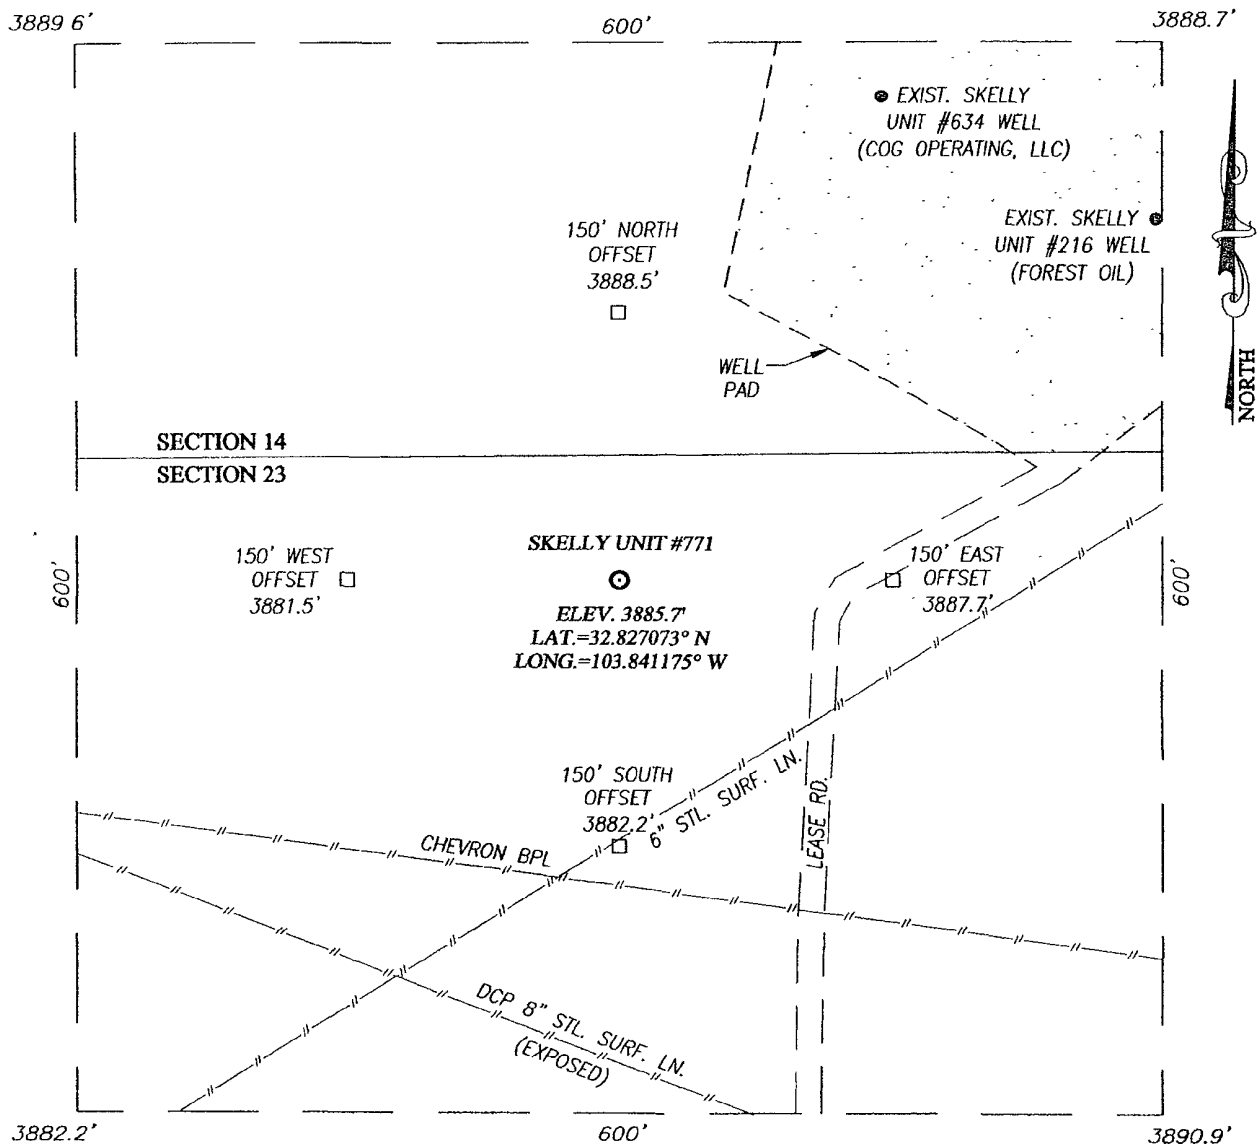 3889 6'
600'
3888.7'
EXIST. SKELLY
UNIT #634 WELL
(COG OPERATING, LLC)
EXIST. SKELLY
UNIT #216 WELL
(FOREST OIL)
150' NORTH
OFFSET
3888.5'
WELL
PAD
NORTH
SECTION 14
SECTION 23
600'
150' WEST
OFFSET
3881.5'
SKELLY UNIT #771
ELEV. 3885.7'
LAT.=32.827073° N
LONG.=103.841175° W
150' EAST
OFFSET
3887.7'
600'
150' SOUTH
OFFSET
3882.2'
6" STL. SURF. LN.
LEASE RD.
CHEVRON BPL
DCP 8" STL. SURF. LN.
(EXPOSED)
3882.2'
600'
3890.9'